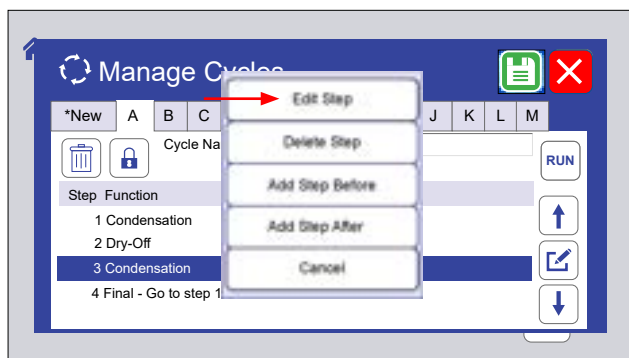 Manage Cycles
*New A B C J K L M
Cycle Na
RUN
Step Function
1 Condensation
2 Dry-Off
3 Condensation
4 Final - Go to step 1
Edit Step
Delete Step
Add Step Before
Add Step After
Cancel